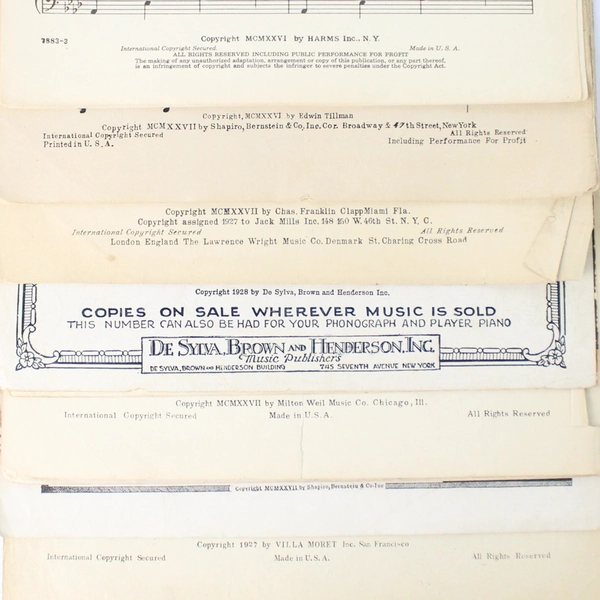 Copyright MCMXXVI by HARMS Inc., N. Y.
7883-3
International Copyright Secured Made in U. S. A.
ALL RIGHTS RESERVED INCLUDING PUBLIC PERFORMANCE FOR PROFIT
The making of any unauthorized adaptation, arrangement or copy of this publication, or any part thereof,
is an infringement of copyright and subjects the infringer to severe penalties under the Copyright Act.
Copyright, MCMXXVI by Edwin Tillman
Copyright MCMXXVII by Shapiro, Bernstein & Co, Inc. Cor. Broadway & 47th Street, New York
International Copyright Secured All Rights Reserved
Printed in U. S. A. Including Performance For Profit
Copyright MCMXXVII by Chas. Franklin Clapp Miami Fla.
Copyright assigned 1927 to Jack Mills Inc. 148 150 W. 46th St. N. Y. C.
International Copyright Secured All Rights Reserved
London England The Lawrence Wright Music Co. Denmark St. Charing Cross Road
Copyright 1928 by De Sylva, Brown and Henderson Inc.
COPIES ON SALE WHEREVER MUSIC IS SOLD
THIS NUMBER CAN ALSO BE HAD FOR YOUR PHONOGRAPH AND PLAYER PIANO
DE SYLVA, BROWN AND HENDERSON, INC.
Music Publishers
DE SYLVA, BROWN AND HENDERSON BUILDING 745 SEVENTH AVENUE NEW YORK
Copyright MCMXXVII by Milton Weil Music Co. Chicago, Ill.
International Copyright Secured Made in U. S. A. All Rights Reserved
Copyright MCMXXVII by Shapiro, Bernstein & Co-Inc
Copyright 1927 by VILLA MORET Inc. San Francisco
International Copyright Secured Made in U. S. A. All Rights Reserved